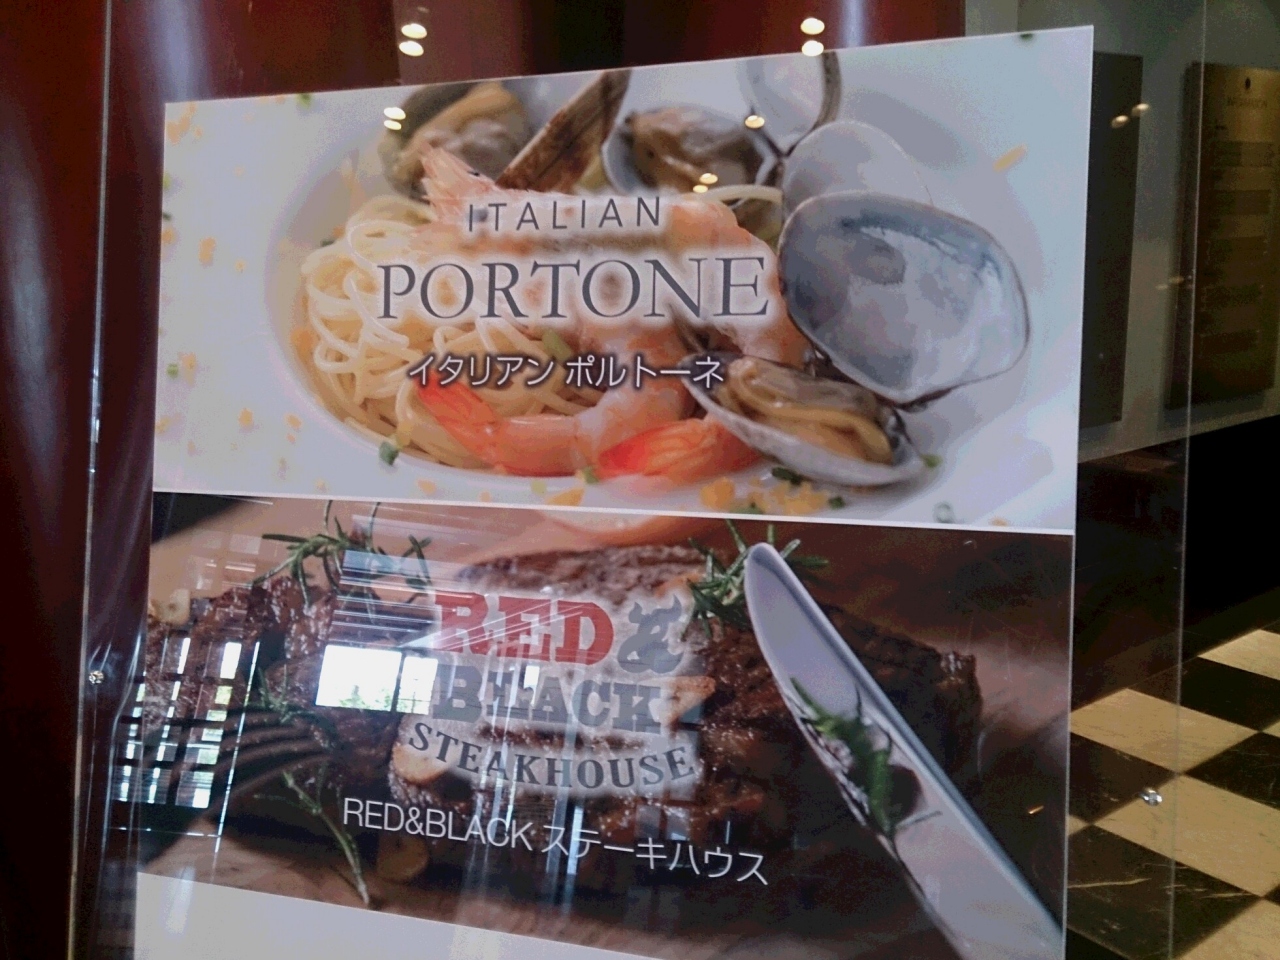 ITALIAN
PORTONE
イタリアン ポルトーネ
RED &
BLACK
STEAKHOUSE
RED&BLACK ステーキハウス